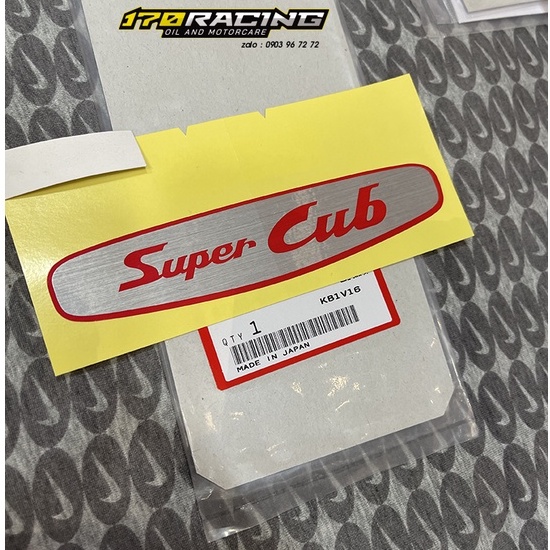 170RACING
OIL AND MOTORCARE
zalo : 0903 96 72 72
Super Cub
KB1V16
QTY 1
MADE IN JAPAN